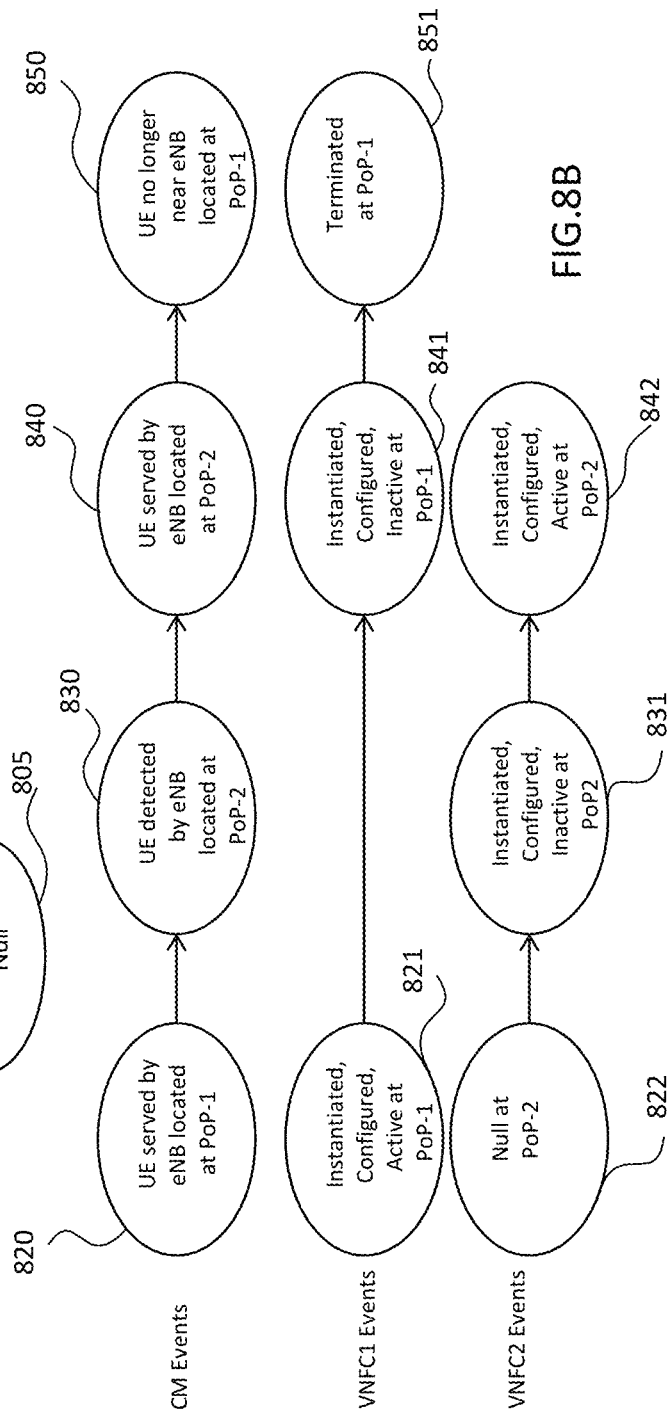 Null
805
CM Events
820
UE served by
eNB located
at PoP-1
830
UE detected
by eNB
located at
PoP-2
840
UE served by
eNB located
at PoP-2
850
UE no longer
near eNB
located at
PoP-1
VNFC1 Events
Instantiated,
Configured,
Active at
PoP-1
821
Instantiated,
Configured,
Inactive at
PoP-1
841
Terminated
at PoP-1
851
VNFC2 Events
Null at
PoP-2
822
Instantiated,
Configured,
Inactive at
PoP2
831
Instantiated,
Configured,
Active at
PoP-2
842
FIG.8B